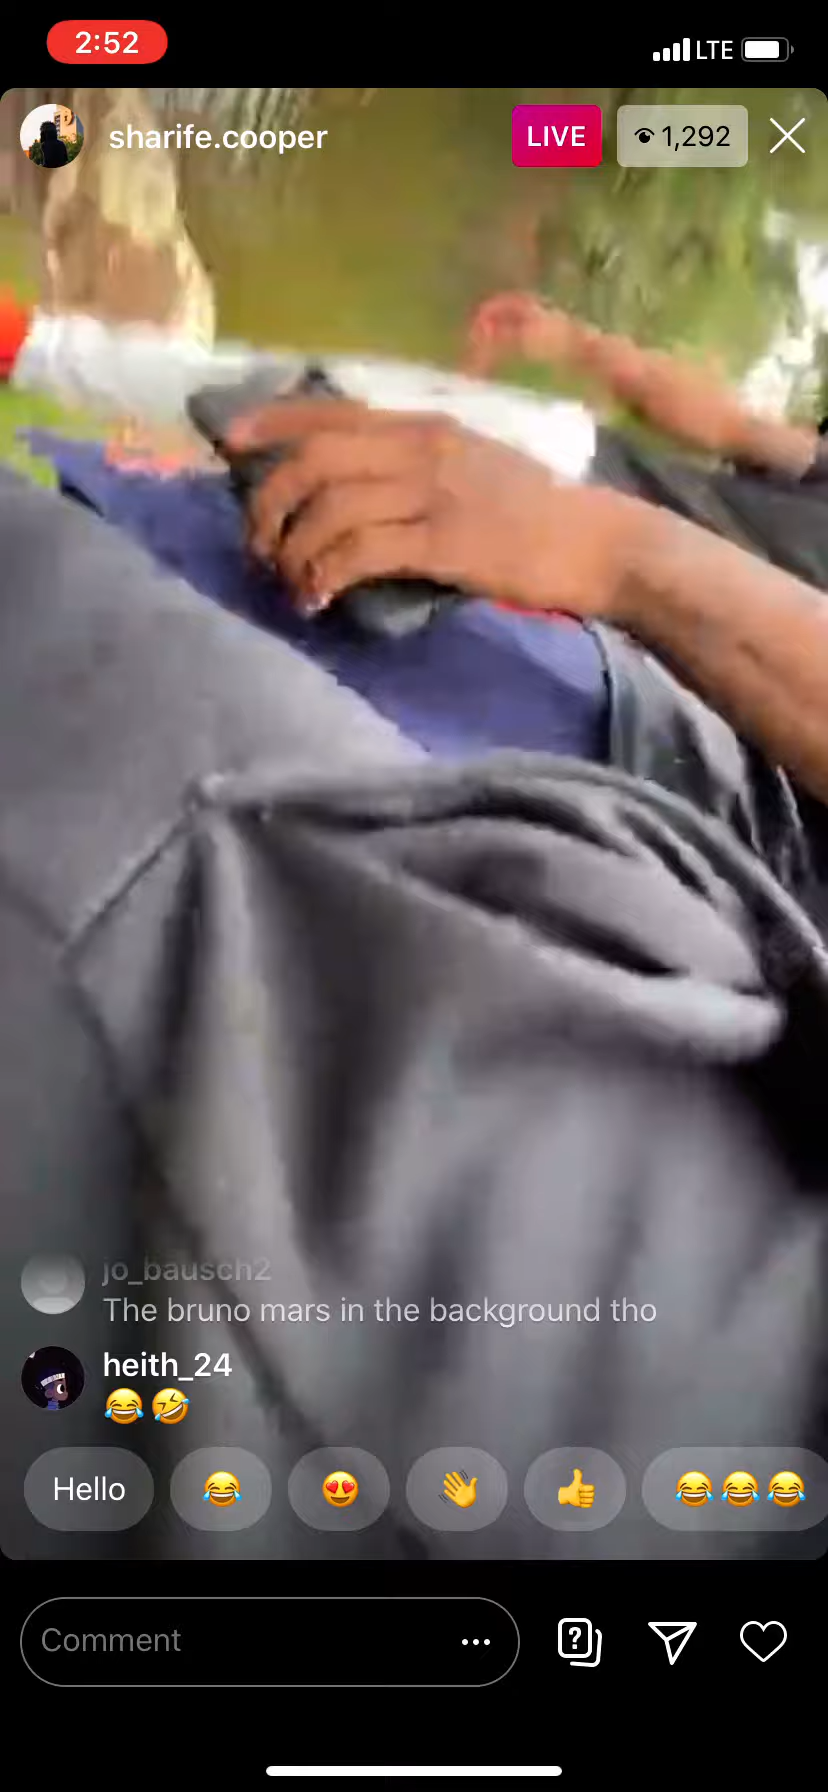 2:52
LTE
sharife.cooper
LIVE
1,292
jo_bausch2
The bruno mars in the background tho
heith_24
😂🤣
Hello
😂
😍
👋
👍
😂😂😂
Comment